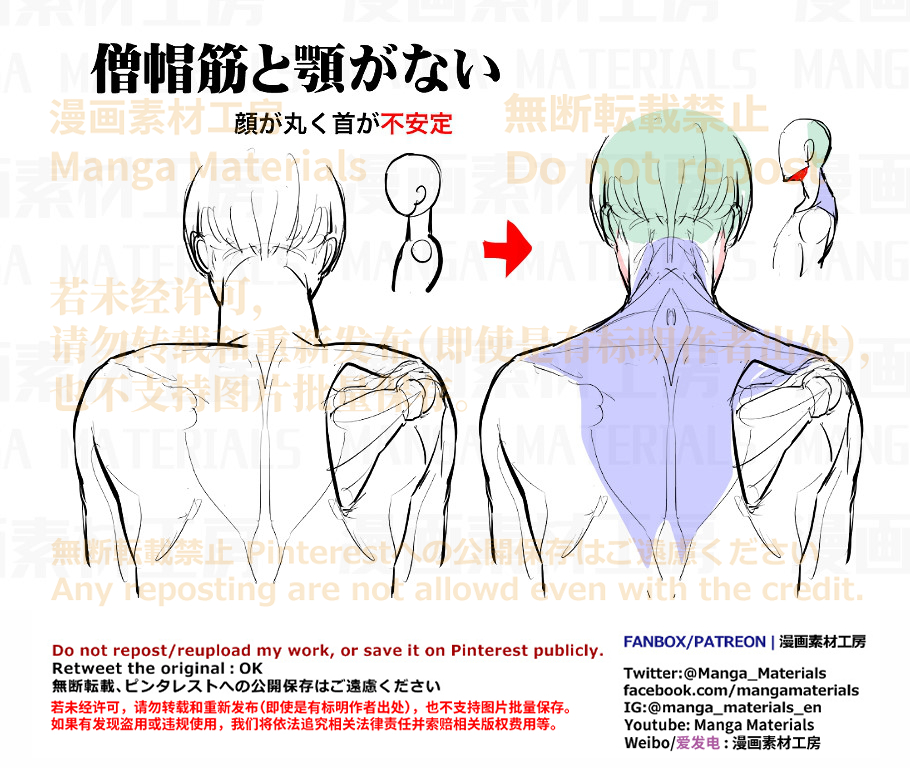 僧帽筋と顎がない
漫画素材工房
無断転載禁止
顔が丸く首が不安定
Manga Materials
Do not repost
若未经许可，
请勿转载和重新发布（即使是有标明作者出处），
也不支持图片批量保存。
無断転載禁止 Pinterestへの公開保存はご遠慮ください
Any reposting are not allowd even with the credit.
Do not repost/reupload my work, or save it on Pinterest publicly.
Retweet the original : OK
無断転載、ピンタレストへの公開保存はご遠慮ください
若未经许可，请勿转载和重新发布（即使是有标明作者出处），也不支持图片批量保存。
如果有发现盗用或违规使用，我们将依法追究相关法律责任并索赔相关版权费用等。
FANBOX/PATREON | 漫画素材工房
Twitter:@Manga_Materials
facebook.com/mangamaterials
IG:@manga_materials_en
Youtube: Manga Materials
Weibo/爱发电 : 漫画素材工房